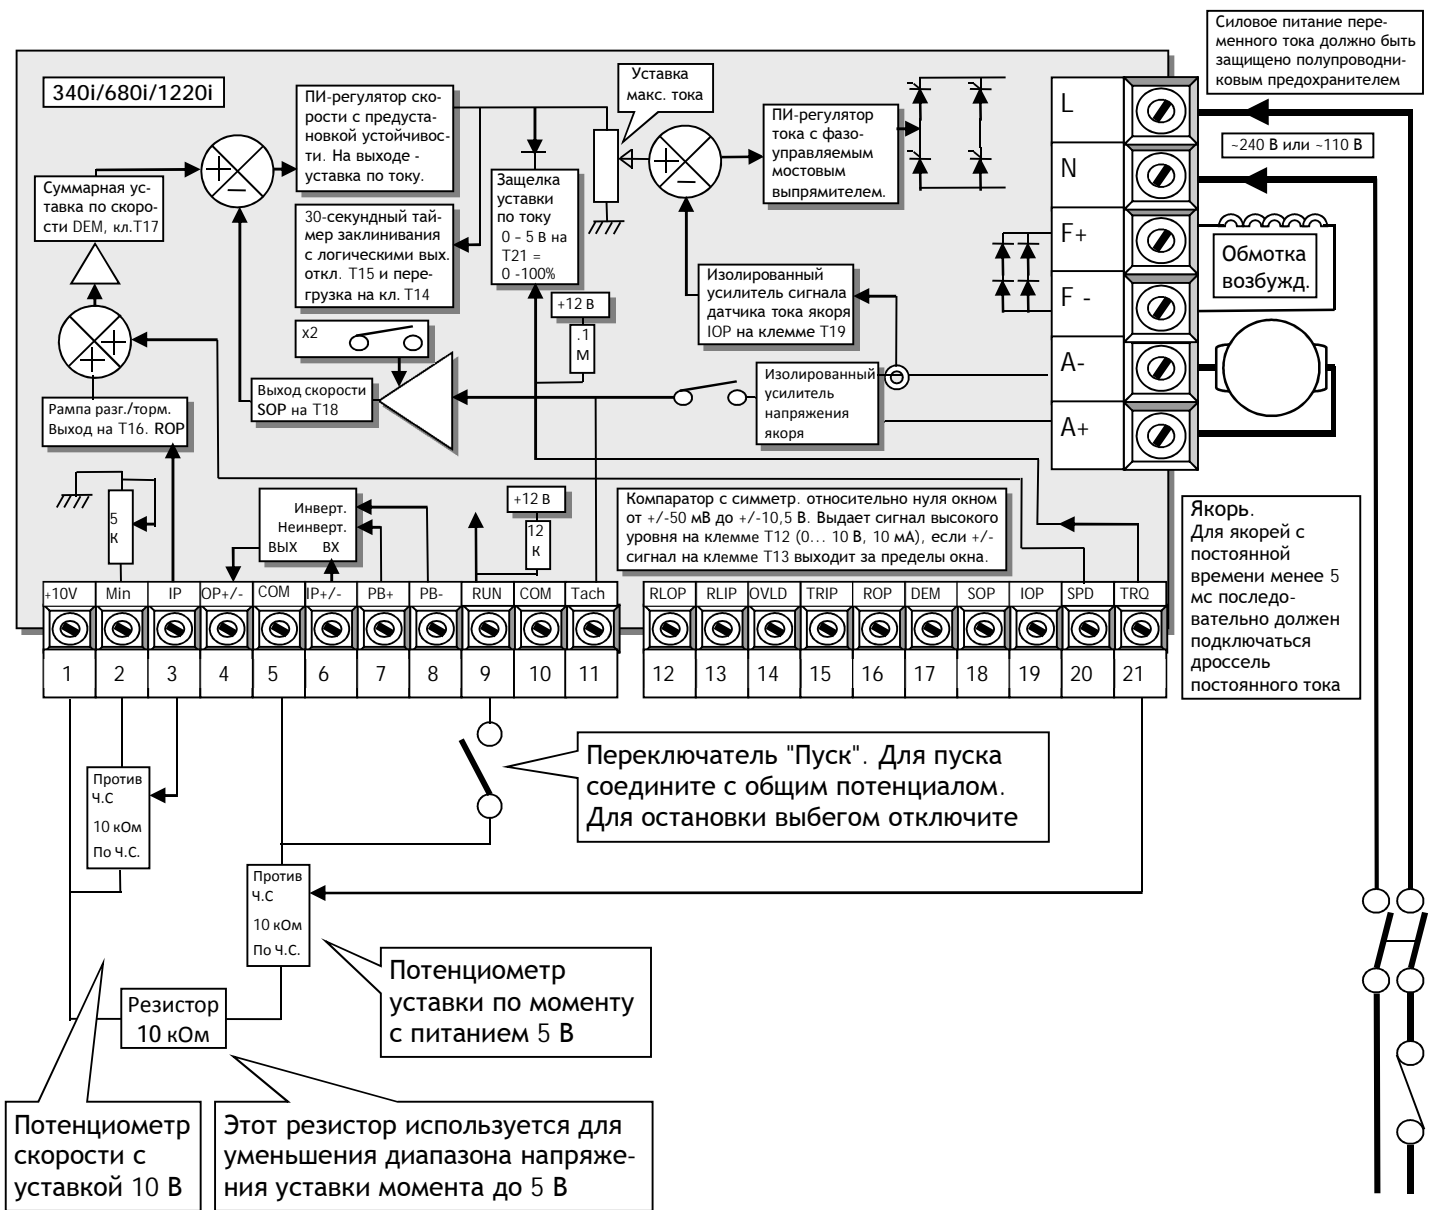 Силовое питание пере-
менного тока должно быть
защищено полупроводни-
ковым предохранителем
340i/680i/1220i
ПИ-регулятор ско-
рости с предуста-
новкой устойчивос-
ти. На выходе -
уставка по току.
Уставка
макс. тока
ПИ-регулятор
тока с фазо-
управляемым
мостовым
выпрямителем.
L
~240 В или ~110 В
N
Суммарная ус-
тавка по скоро-
сти DEM, кл.T17
30-секундный тай-
мер заклинивания
с логическими вых.
откл. T15 и пере-
грузка на кл. T14
Защелка
уставки
по току
0 – 5 В на
T21 =
0 -100%
F+
Обмотка
возбужд.
F -
Изолированный
усилитель сигнала
датчика тока якоря
IOP на клемме T19
+12 В
.1
М
x2
A-
Изолированный
усилитель
напряжения
якоря
Выход скорости
SOP на T18
Рампа разг./торм.
Выход на T16. ROP
A+
5
К
Инверт.
Неинверт.
ВЫХ ВХ
+12 В
12
К
Компаратор с симметр. относительно нуля окном
от +/-50 мВ до +/-10,5 В. Выдает сигнал высокого
уровня на клемме T12 (0... 10 В, 10 мА), если +/-
сигнал на клемме T13 выходит за пределы окна.
Якорь.
Для якорей с
постоянной
времени менее 5
мс последо-
вательно должен
подключаться
дроссель
постоянного тока
+10V Min IP OP+/- COM IP+/- PB+ PB- RUN COM Tach
RLOP RLIP OVLD TRIP ROP DEM SOP IOP SPD TRQ
1 2 3 4 5 6 7 8 9 10 11
12 13 14 15 16 17 18 19 20 21
Переключатель "Пуск". Для пуска
соедините с общим потенциалом.
Для остановки выбегом отключите
Против
Ч.С
10 кОм
По Ч.С.
Против
Ч.С
10 кОм
По Ч.С.
Потенциометр
уставки по моменту
с питанием 5 В
Резистор
10 кОм
Потенциометр
скорости с
уставкой 10 В
Этот резистор используется для
уменьшения диапазона напряже-
ния уставки момента до 5 В